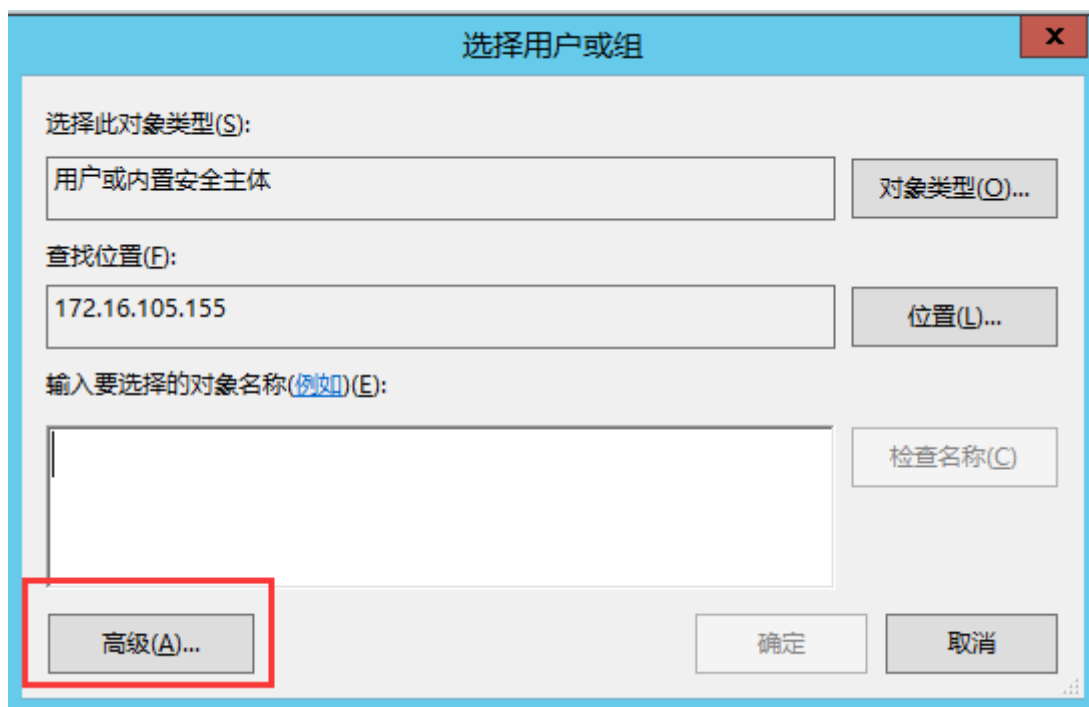 选择用户或组
x
选择此对象类型(S):
用户或内置安全主体
对象类型(O)...
查找位置(F):
172.16.105.155
位置(L)...
输入要选择的对象名称(例如)(E):
检查名称(C)
高级(A)...
确定
取消